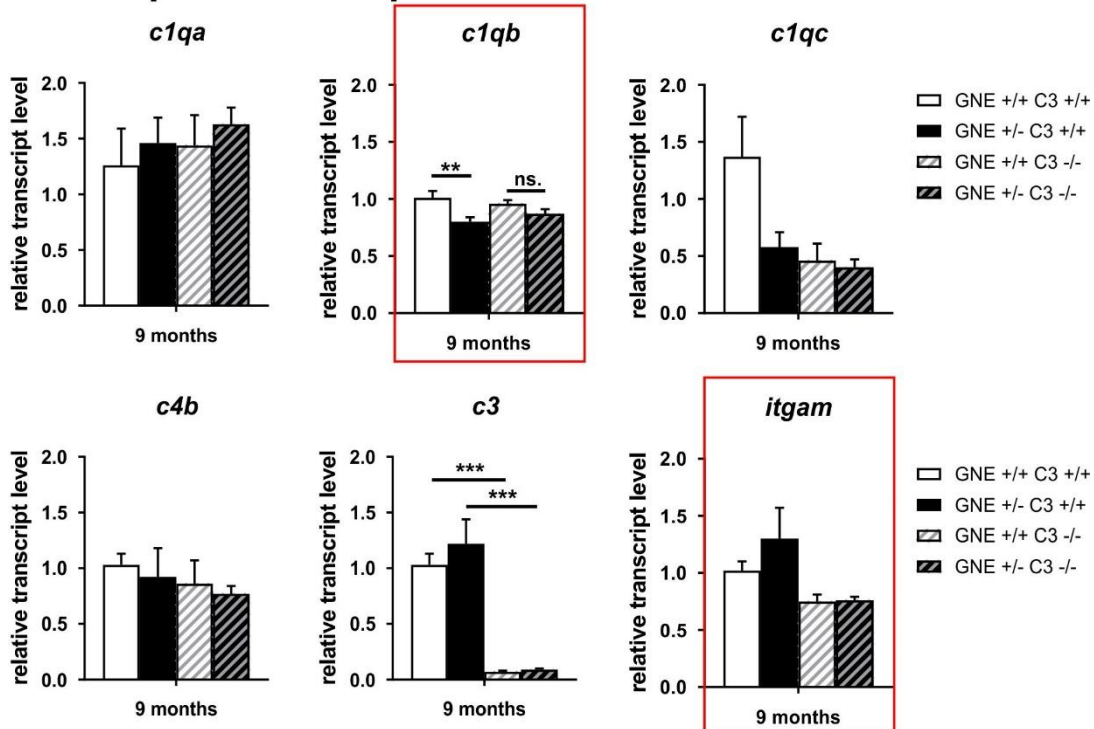 c1qa
c1qb
c1qc
relative transcript level
2.0
1.5
1.0
0.5
0.0
9 months
relative transcript level
2.0
1.5
1.0
0.5
0.0
**
ns.
9 months
relative transcript level
2.0
1.5
1.0
0.5
0.0
9 months
GNE +/+ C3 +/+
GNE +/- C3 +/+
GNE +/+ C3 -/-
GNE +/- C3 -/-
c4b
c3
itgam
relative transcript level
2.0
1.5
1.0
0.5
0.0
9 months
relative transcript level
2.0
1.5
1.0
0.5
0.0
***
***
9 months
relative transcript level
2.0
1.5
1.0
0.5
0.0
9 months
GNE +/+ C3 +/+
GNE +/- C3 +/+
GNE +/+ C3 -/-
GNE +/- C3 -/-